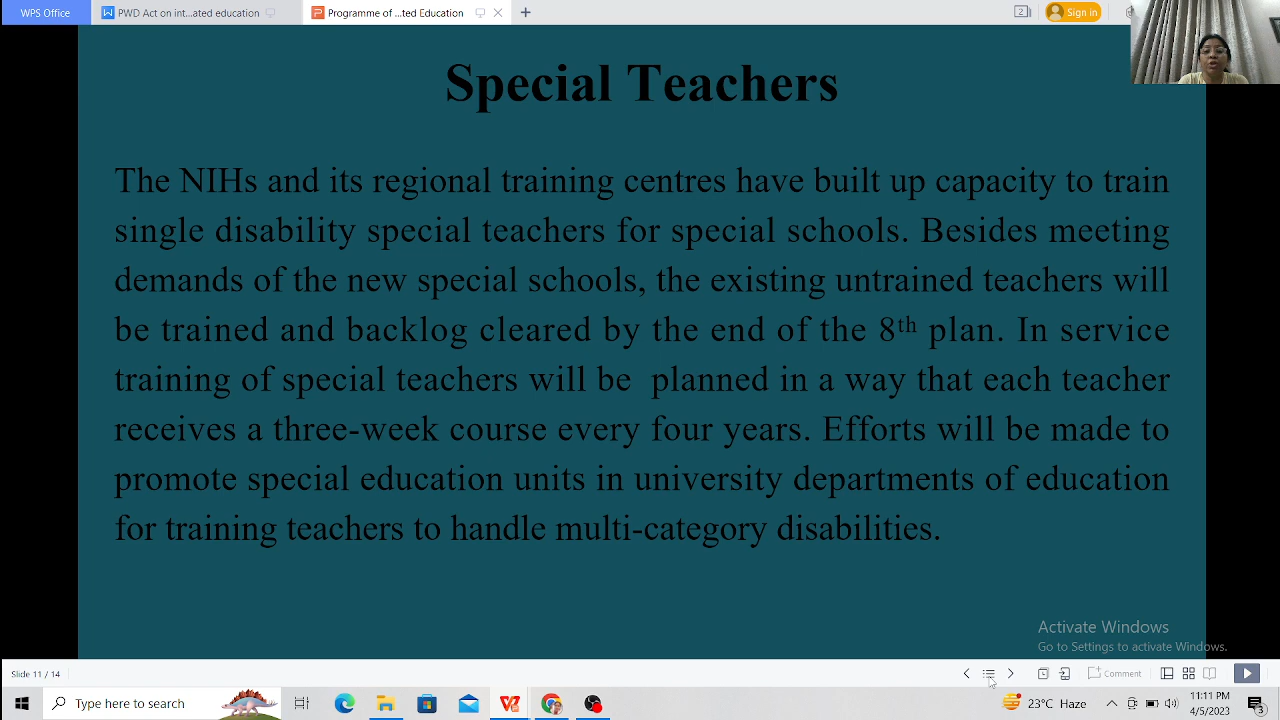 WPS Office
PWD Act on ...ated education
Programme of ...ted Education
+
2
Sign in
Special Teachers
The NIHs and its regional training centres have built up capacity to train
single disability special teachers for special schools. Besides meeting
demands of the new special schools, the existing untrained teachers will
be trained and backlog cleared by the end of the 8th plan. In service
training of special teachers will be planned in a way that each teacher
receives a three-week course every four years. Efforts will be made to
promote special education units in university departments of education
for training teachers to handle multi-category disabilities.
Activate Windows
Go to Settings to activate Windows.
Slide 11 / 14
Comment
Type here to search
23°C Haze
11:11 PM
4/5/2023
3